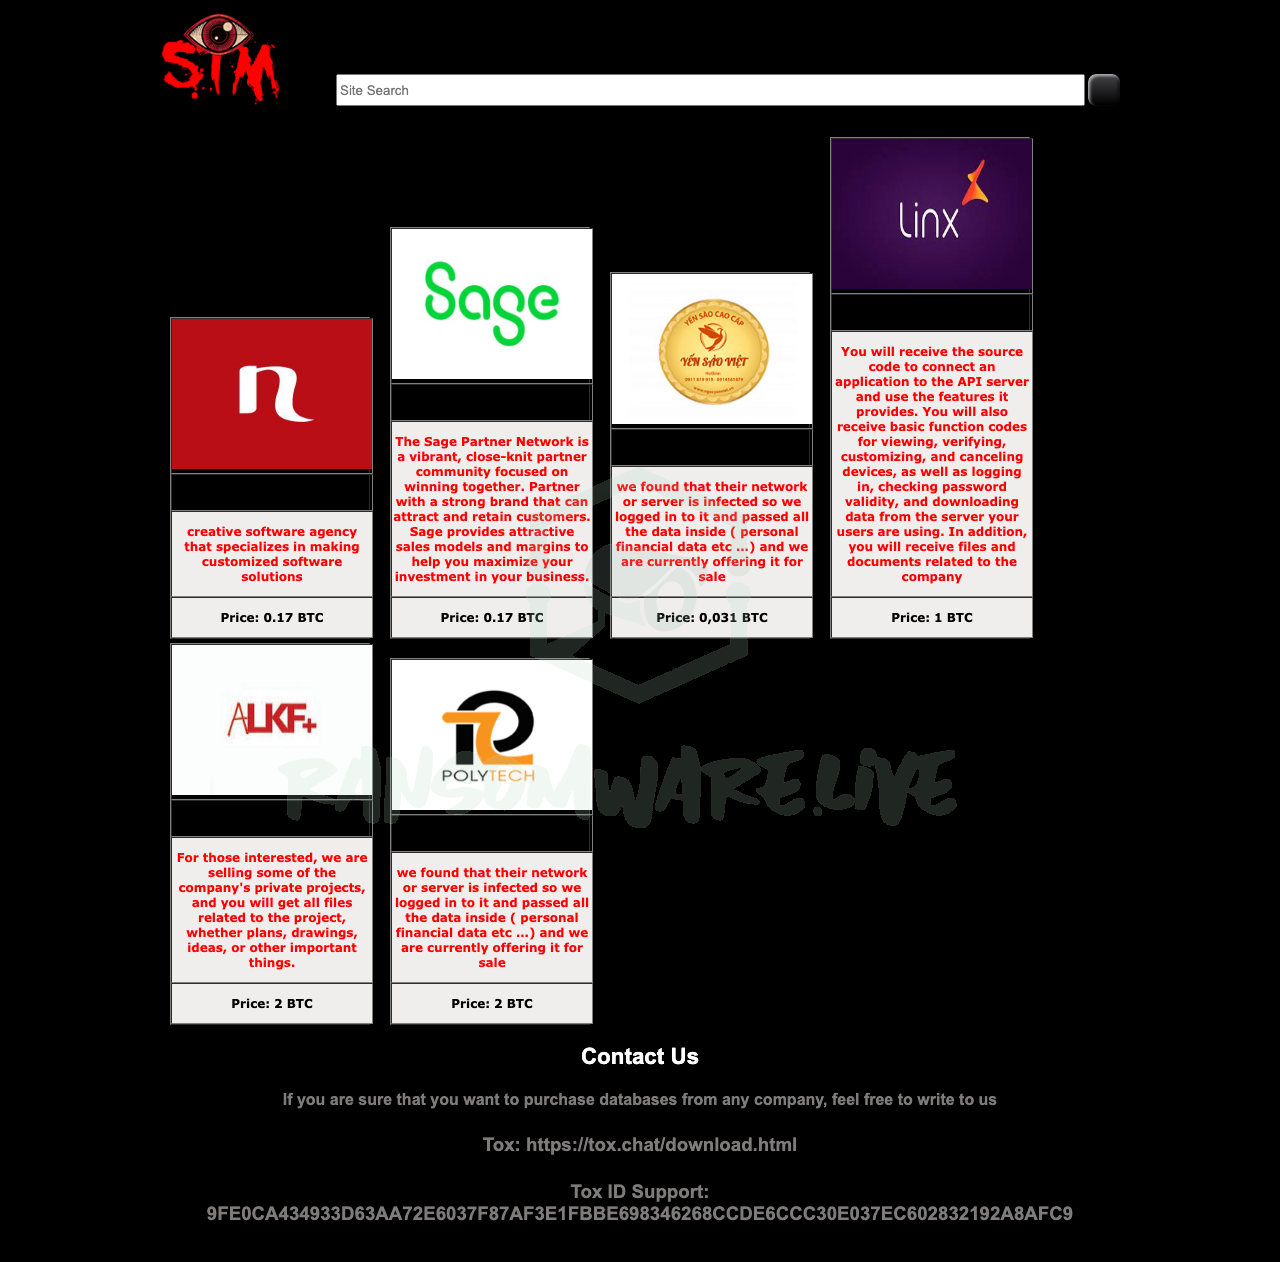 STM
Site Search
n
creative software agency
that specializes in making
customized software
solutions
Price: 0.17 BTC
Sage
The Sage Partner Network is
a vibrant, close-knit partner
community focused on
winning together. Partner
with a strong brand that can
attract and retain customers.
Sage provides attractive
sales models and margins to
help you maximize your
investment in your business.
Price: 0.17 BTC
YẾN SÀO CAO CẤP
YẾN SÀO VIỆT
Hotline:
we found that their network
or server is infected so we
logged in to it and passed all
the data inside ( personal
financial data etc ...) and we
are currently offering it for
sale
Price: 0,031 BTC
linx
You will receive the source
code to connect an
application to the API server
and use the features it
provides. You will also
receive basic function codes
for viewing, verifying,
customizing, and canceling
devices, as well as logging
in, checking password
validity, and downloading
data from the server your
users are using. In addition,
you will receive files and
documents related to the
company
Price: 1 BTC
ALKF+
For those interested, we are
selling some of the
company's private projects,
and you will get all files
related to the project,
whether plans, drawings,
ideas, or other important
things.
Price: 2 BTC
POLYTECH
we found that their network
or server is infected so we
logged in to it and passed all
the data inside ( personal
financial data etc ...) and we
are currently offering it for
sale
Price: 2 BTC
RANSOMWARE.LIVE
Contact Us
If you are sure that you want to purchase databases from any company, feel free to write to us
Tox: https://tox.chat/download.html
Tox ID Support:
9FE0CA434933D63AA72E6037F87AF3E1FBBE698346268CCDE6CCC30E037EC602832192A8AFC9